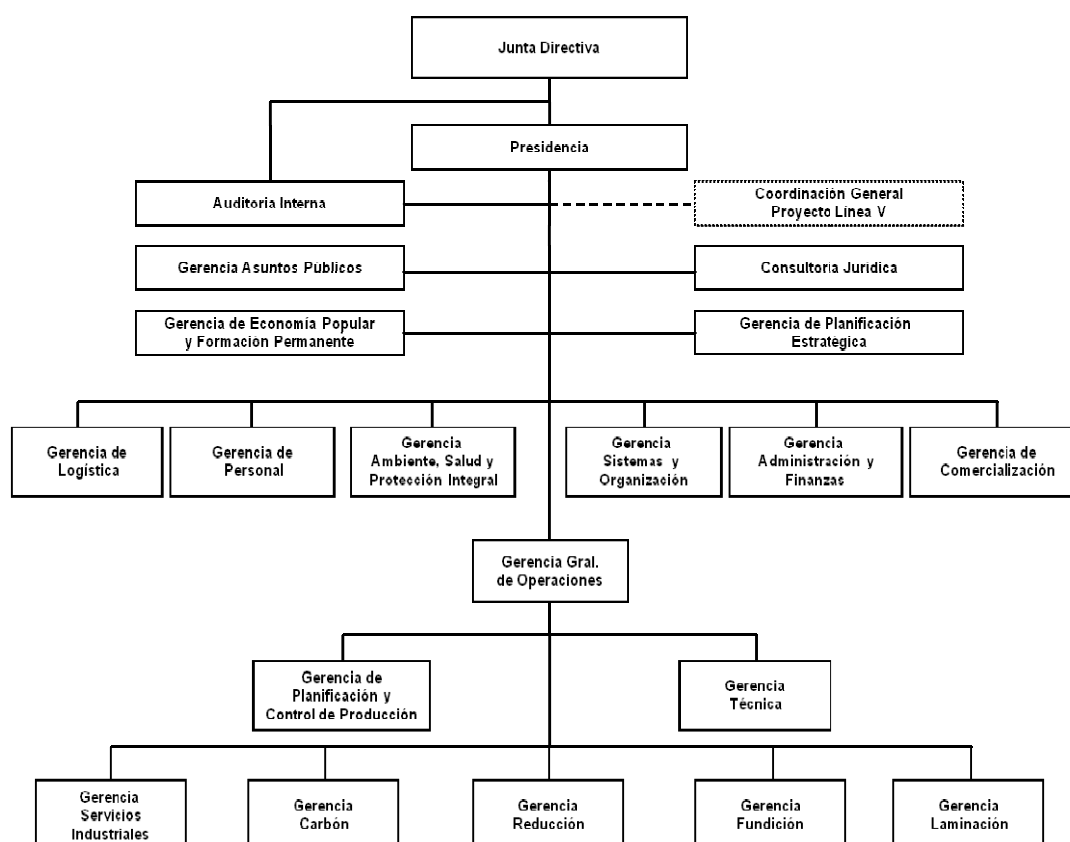 Junta Directiva
Presidencia
Auditoria Interna
Coordinación General
Proyecto Línea V
Gerencia Asuntos Públicos
Consultoría Jurídica
Gerencia de Economía Popular
y Formación Permanente
Gerencia de Planificación
Estratégica
Gerencia de
Logística
Gerencia de
Personal
Gerencia
Ambiente, Salud y
Protección Integral
Gerencia
Sistemas y
Organización
Gerencia
Administración y
Finanzas
Gerencia de
Comercialización
Gerencia Gral.
de Operaciones
Gerencia de
Planificación y
Control de Producción
Gerencia
Técnica
Gerencia
Servicios
Industriales
Gerencia
Carbón
Gerencia
Reducción
Gerencia
Fundición
Gerencia
Laminación